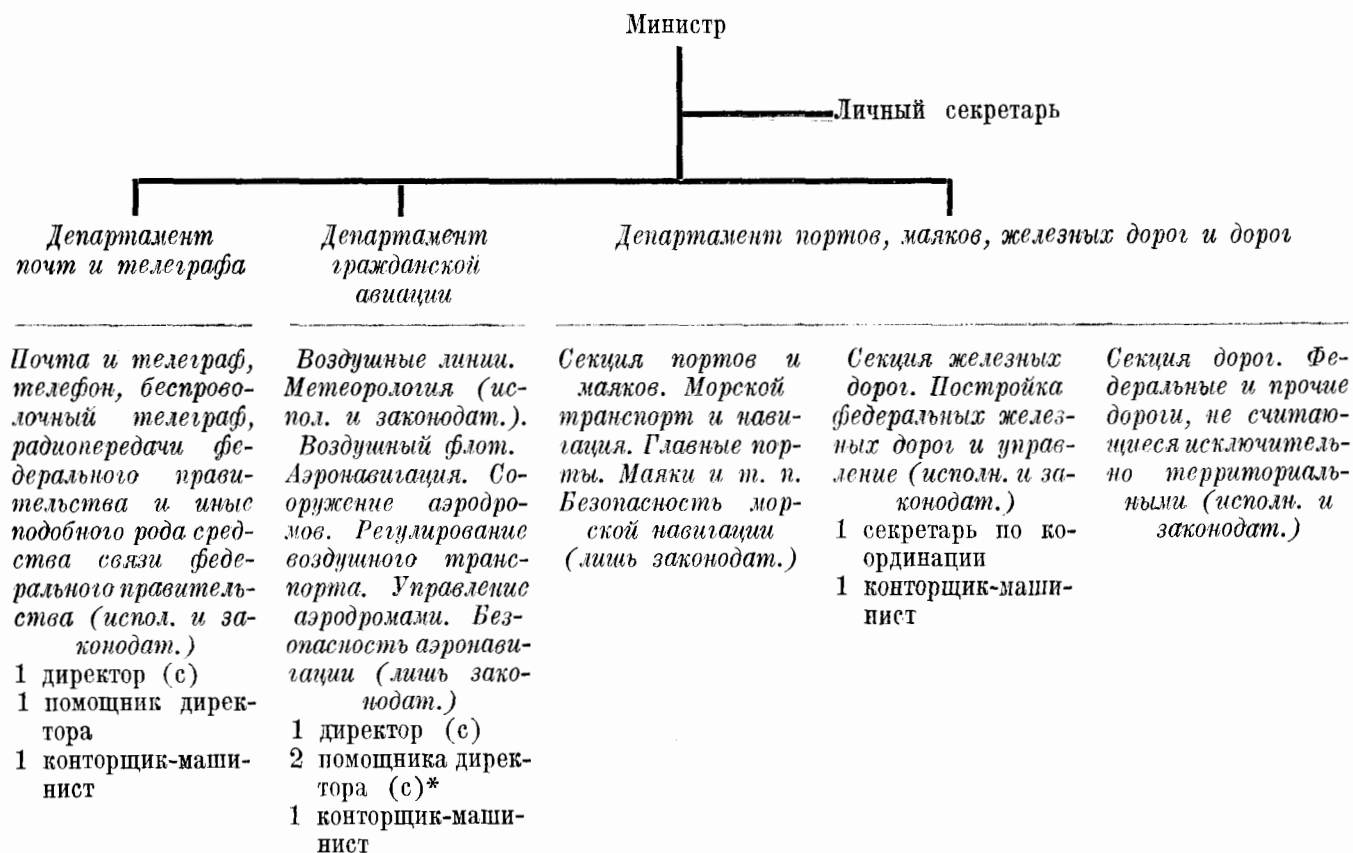 Министр
Личный секретарь
Департамент
почт и телеграфа
Департамент
гражданской
авиации
Департамент портов, маяков, железных дорог и дорог
Почта и телеграф,
телефон, беспрово-
лочный телеграф,
радиопередачи фе-
дерального прави-
тельства и иные
подобного рода сред-
ства связи феде-
рального правитель-
ства (испол. и за-
конодат.)
1 директор (с)
1 помощник дирек-
тора
1 конторщик-маши-
нист
Воздушные линии.
Метеорология (ис-
пол. и законодат.).
Воздушный флот.
Аэронавигация. Со-
оружение аэродро-
мов. Регулирование
воздушного транс-
порта. Управление
аэродромами. Без-
опасность аэронави-
гации (лишь зако-
нодат.)
1 директор (с)
2 помощника дирек-
тора (с)*
1 конторщик-маши-
нист
Секция портов и
маяков. Морской
транспорт и нави-
гация. Главные пор-
ты. Маяки и т. п.
Безопасность мор-
ской навигации
(лишь законодат.)
Секция железных
дорог. Постройка
федеральных желез-
ных дорог и управ-
ление (исполн. и за-
конодат.)
1 секретарь по ко-
ординации
1 конторщик-маши-
нист
Секция дорог. Фе-
деральные и прочие
дороги, не считаю-
щиеся исключитель-
но территориаль-
ными (исполн. и
законодат.)